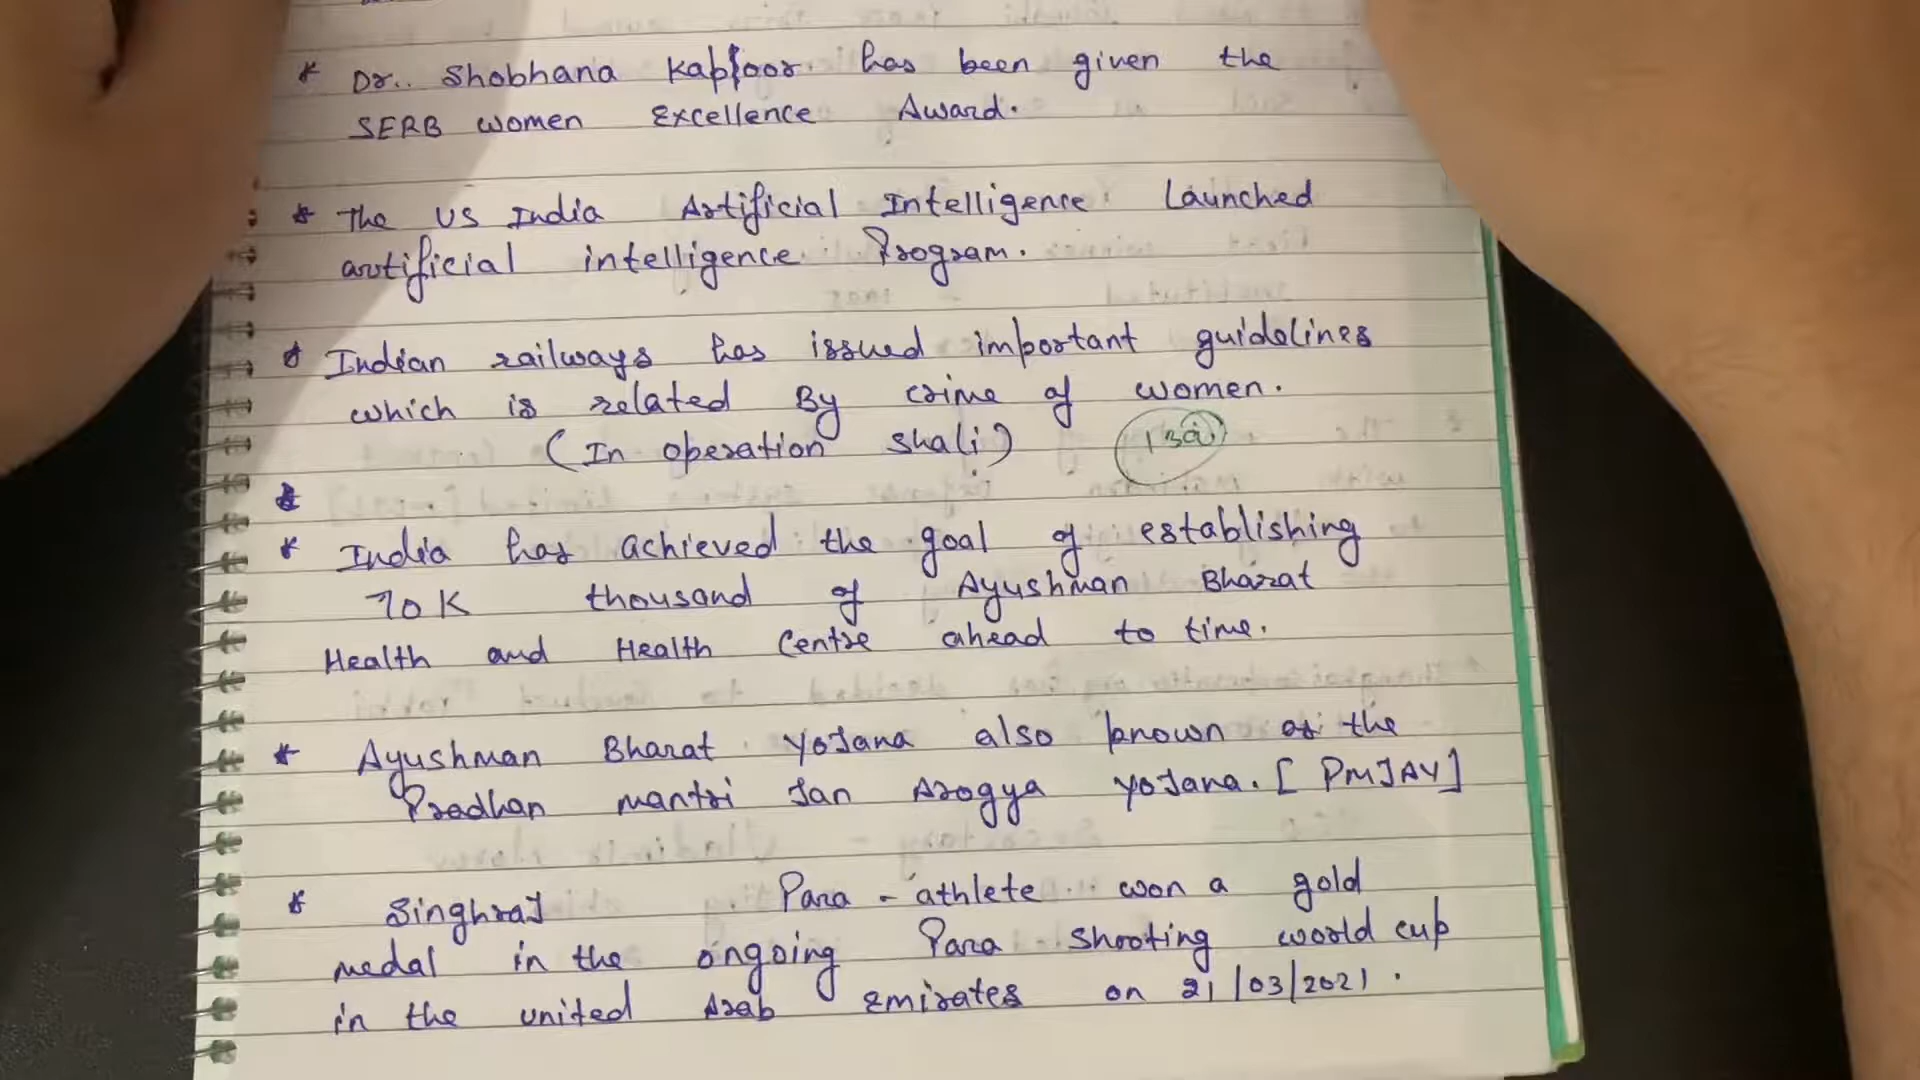 * Dr.. Shobhana Kapoor has been given the
SERB women Excellence Award.
* The US India Artificial Intelligence Launched
artificial intelligence Program.
* Indian railways has issued important guidelines
which is related By crime of women.
(In operation Shali)
*
* India has achieved the goal of establishing
70K thousand of Ayushman Bharat
Health and Health Centre ahead to time.
* Ayushman Bharat YoJana also known as the
Pradhan mantri Jan Arogya YoJana. [PMJAY]
* SinghraJ Para - athlete won a gold
medal in the ongoing Para shooting world cup
in the united Arab Emirates on 21/03/2021.